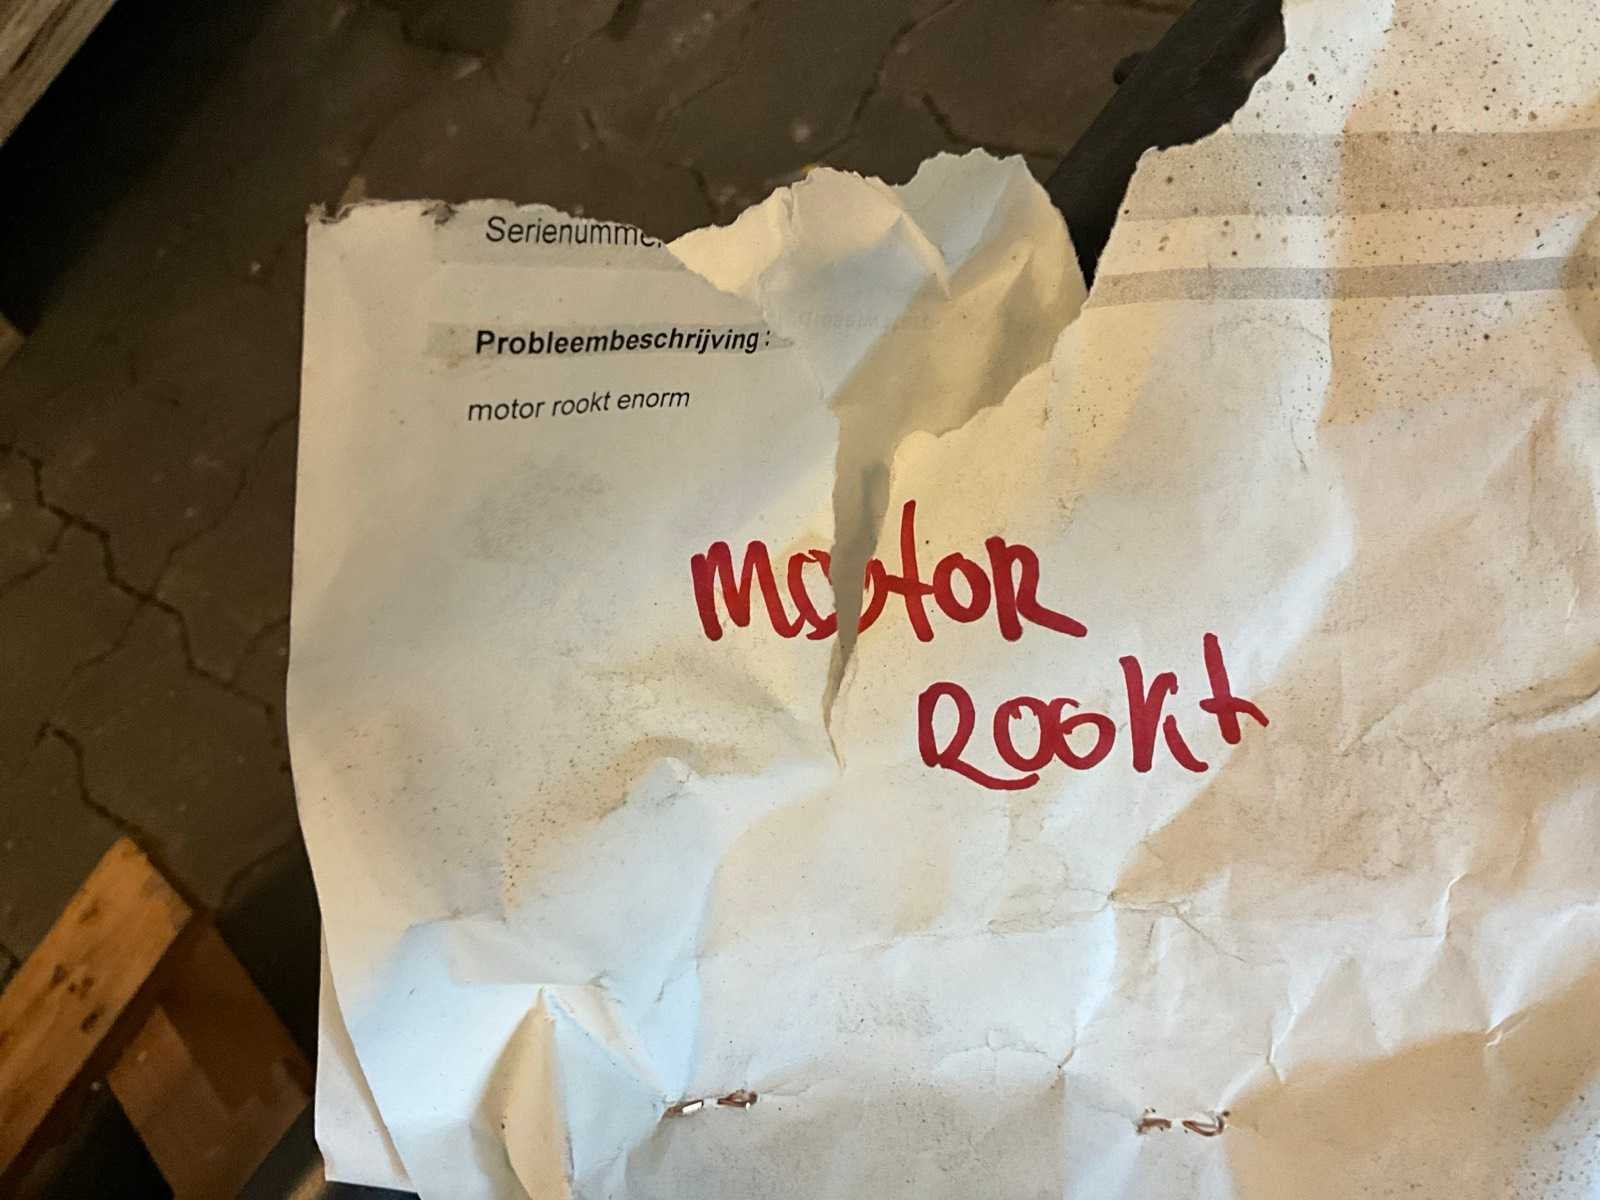 Serienummer
Probleembeschrijving :
motor rookt enorm
MOTOR
ROOKt